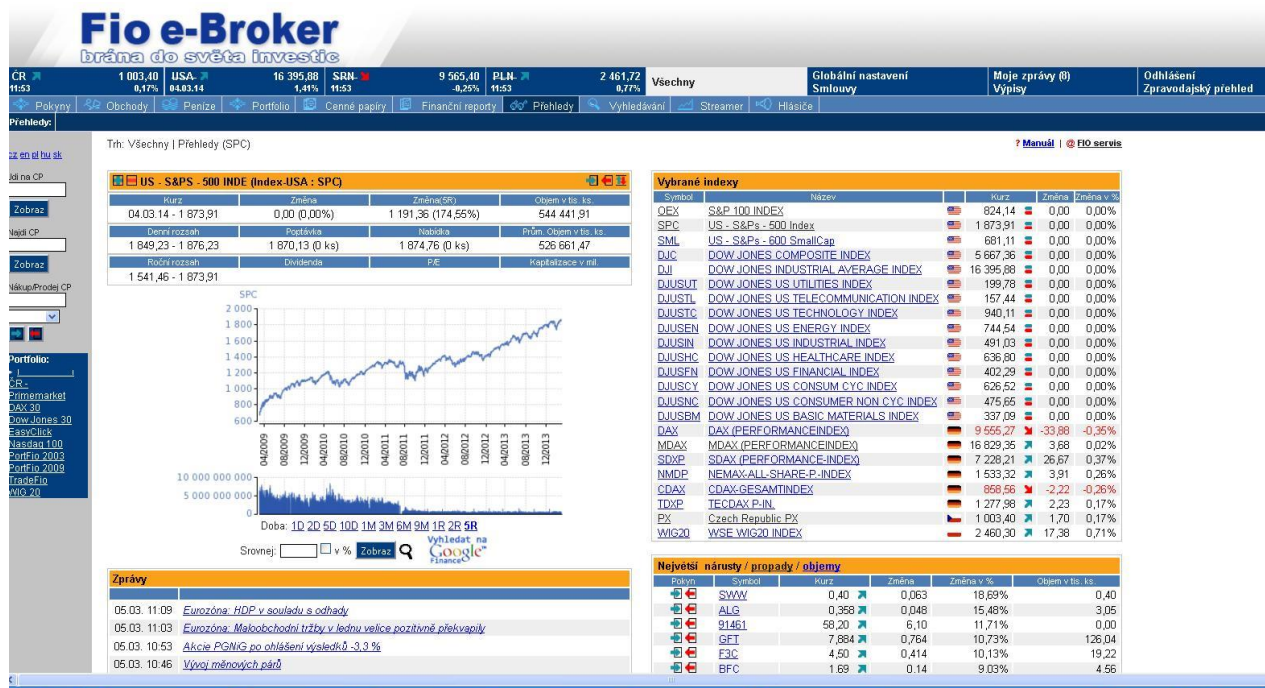 Fio e-Broker
brána do světa investic
ČR 1 003,40 USA 16 395,88 SRN 9 565,40 PLN 2 461,72 Všechny Globální nastavení Moje zprávy (8) Odhlášení
11:53 0,17% 04.03.14 1,41% 11:53 -0,25% 11:53 0,77% Smlouvy Výpisy Zpravodajský přehled
Pokyny Obchody Peníze Portfolio Cenné papíry Finanční reporty Přehledy Vyhledávání Streamer Hlásiče
Přehledy:
Trh: Všechny | Přehledy (SPC) ? Manuál | @ FIO servis
cz en pl hu sk
Jdi na CP
Zobraz
Najdi CP
Zobraz
Nákup/Prodej CP
Portfolio:
ČR -
Primemarket
DAX 30
Dow Jones 30
EasyClick
Nasdaq 100
PortFio 2003
PortFio 2009
TradeFio
WIG 20
US - S&PS - 500 INDE (Index-USA : SPC)
Kurz Změna Změna(5R) Objem v tis. ks.
04.03.14 - 1 873,91 0,00 (0,00%) 1 191,36 (174,55%) 544 441,91
Denní rozsah Poptávka Nabídka Prům. Objem v tis. ks.
1 849,23 - 1 876,23 1 870,13 (0 ks) 1 874,76 (0 ks) 526 661,47
Roční rozsah Dividenda P/E Kapitalizace v mil.
1 541,46 - 1 873,91
SPC
2 000
1 800
1 600
1 400
1 200
1 000
800
600
04/2009 08/2009 12/2009 04/2010 08/2010 12/2010 04/2011 08/2011 12/2011 04/2012 08/2012 12/2012 04/2013 08/2013 12/2013
10 000 000 000
5 000 000 000
0
Doba: 1D 2D 5D 10D 1M 3M 6M 9M 1R 2R 5R
Srovnej: v % Zobraz Vyhledat na Google Finance
Zprávy
05.03. 11:09 Eurozóna: HDP v souladu s odhady
05.03. 11:03 Eurozóna: Maloobchodní tržby v lednu velice pozitivně překvapily
05.03. 10:53 Akcie PGNiG po ohlášení výsledků -3,3 %
05.03. 10:46 Vývoj měnových párů
Vybrané indexy
Symbol Název Kurz Změna Změna v %
OEX S&P 100 INDEX 824,14 0,00 0,00%
SPC US - S&Ps - 500 Index 1 873,91 0,00 0,00%
SML US - S&Ps - 600 SmallCap 681,11 0,00 0,00%
DJC DOW JONES COMPOSITE INDEX 5 667,36 0,00 0,00%
DJI DOW JONES INDUSTRIAL AVERAGE INDEX 16 395,88 0,00 0,00%
DJUSUT DOW JONES US UTILITIES INDEX 199,78 0,00 0,00%
DJUSTL DOW JONES US TELECOMMUNICATION INDEX 157,44 0,00 0,00%
DJUSTC DOW JONES US TECHNOLOGY INDEX 940,11 0,00 0,00%
DJUSEN DOW JONES US ENERGY INDEX 744,54 0,00 0,00%
DJUSIN DOW JONES US INDUSTRIAL INDEX 491,03 0,00 0,00%
DJUSHC DOW JONES US HEALTHCARE INDEX 636,80 0,00 0,00%
DJUSFN DOW JONES US FINANCIAL INDEX 402,29 0,00 0,00%
DJUSCY DOW JONES US CONSUM CYC INDEX 626,52 0,00 0,00%
DJUSNC DOW JONES US CONSUMER NON CYC INDEX 475,65 0,00 0,00%
DJUSBM DOW JONES US BASIC MATERIALS INDEX 337,09 0,00 0,00%
DAX DAX (PERFORMANCEINDEX) 9 555,27 -33,88 -0,35%
MDAX MDAX (PERFORMANCEINDEX) 16 829,35 3,68 0,02%
SDXP SDAX (PERFORMANCE-INDEX) 7 228,21 26,67 0,37%
NMDP NEMAX-ALL-SHARE-P.-INDEX 1 533,32 3,91 0,26%
CDAX CDAX-GESAMTINDEX 858,56 -2,22 -0,26%
TDXP TECDAX P-IN. 1 277,98 2,23 0,17%
PX Czech Republic PX 1 003,40 1,70 0,17%
WIG20 WSE WIG20 INDEX 2 460,30 17,38 0,71%
Největší nárusty / propady / objemy
Pokyn Symbol Kurz Změna Změna v % Objem v tis. ks.
SWW 0,40 0,063 18,69% 0,40
ALG 0,358 0,048 15,48% 3,05
91461 58,20 6,10 11,71% 0,00
GFT 7,884 0,764 10,73% 126,04
F3C 4,50 0,414 10,13% 19,22
BFC 1.69 0.14 9.03% 4.56